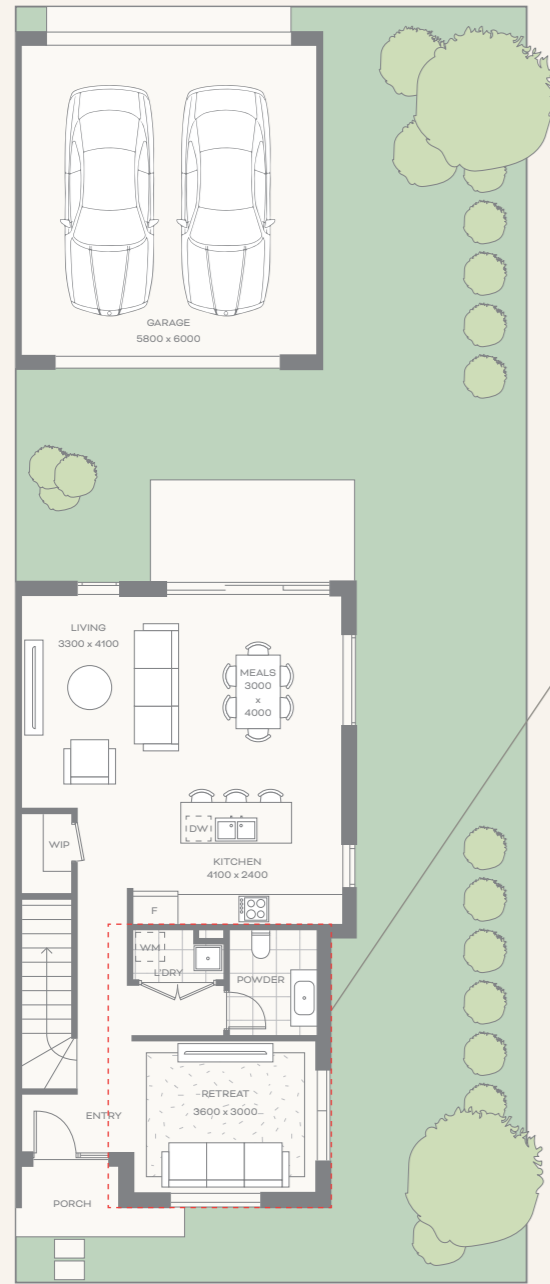 GARAGE
5800 x 6000
LIVING
3300 x 4100
MEALS
3000
x
4000
DW
WIP
KITCHEN
4100 x 2400
F
WM
L'DRY
POWDER
RETREAT
3600 x 3000
ENTRY
PORCH